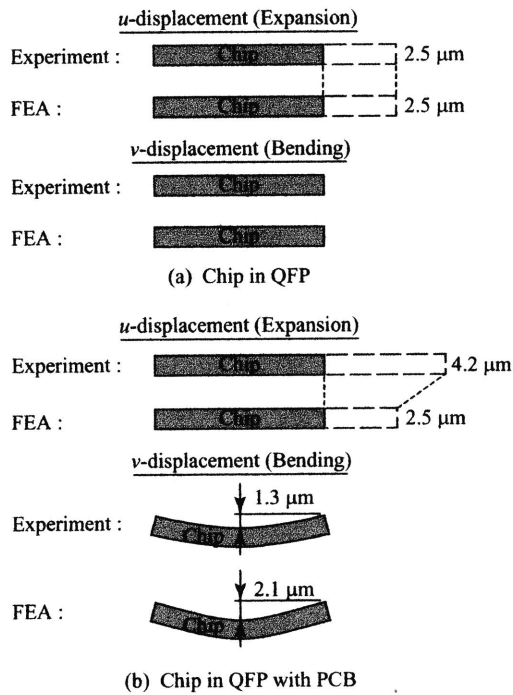 u-displacement (Expansion)
Experiment : Chip 2.5 μm
FEA : Chip 2.5 μm
v-displacement (Bending)
Experiment : Chip
FEA : Chip
(a) Chip in QFP
u-displacement (Expansion)
Experiment : Chip 4.2 μm
FEA : Chip 2.5 μm
v-displacement (Bending)
1.3 μm
Experiment : Chip
2.1 μm
FEA : Chip
(b) Chip in QFP with PCB